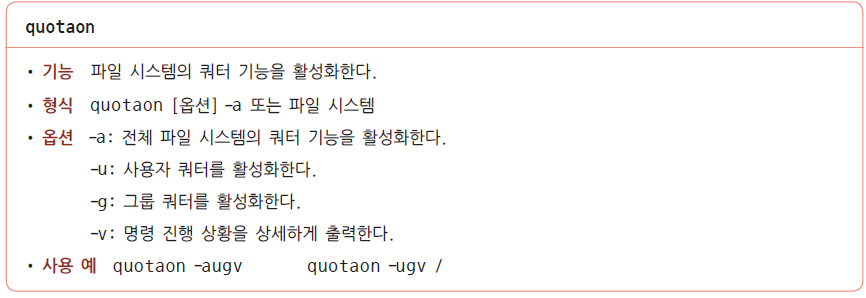 quotaon
• 기능 파일 시스템의 쿼터 기능을 활성화한다.
• 형식 quotaon [옵션] -a 또는 파일 시스템
• 옵션 -a: 전체 파일 시스템의 쿼터 기능을 활성화한다.
-u: 사용자 쿼터를 활성화한다.
-g: 그룹 쿼터를 활성화한다.
-v: 명령 진행 상황을 상세하게 출력한다.
• 사용 예 quotaon -augv quotaon -ugv /